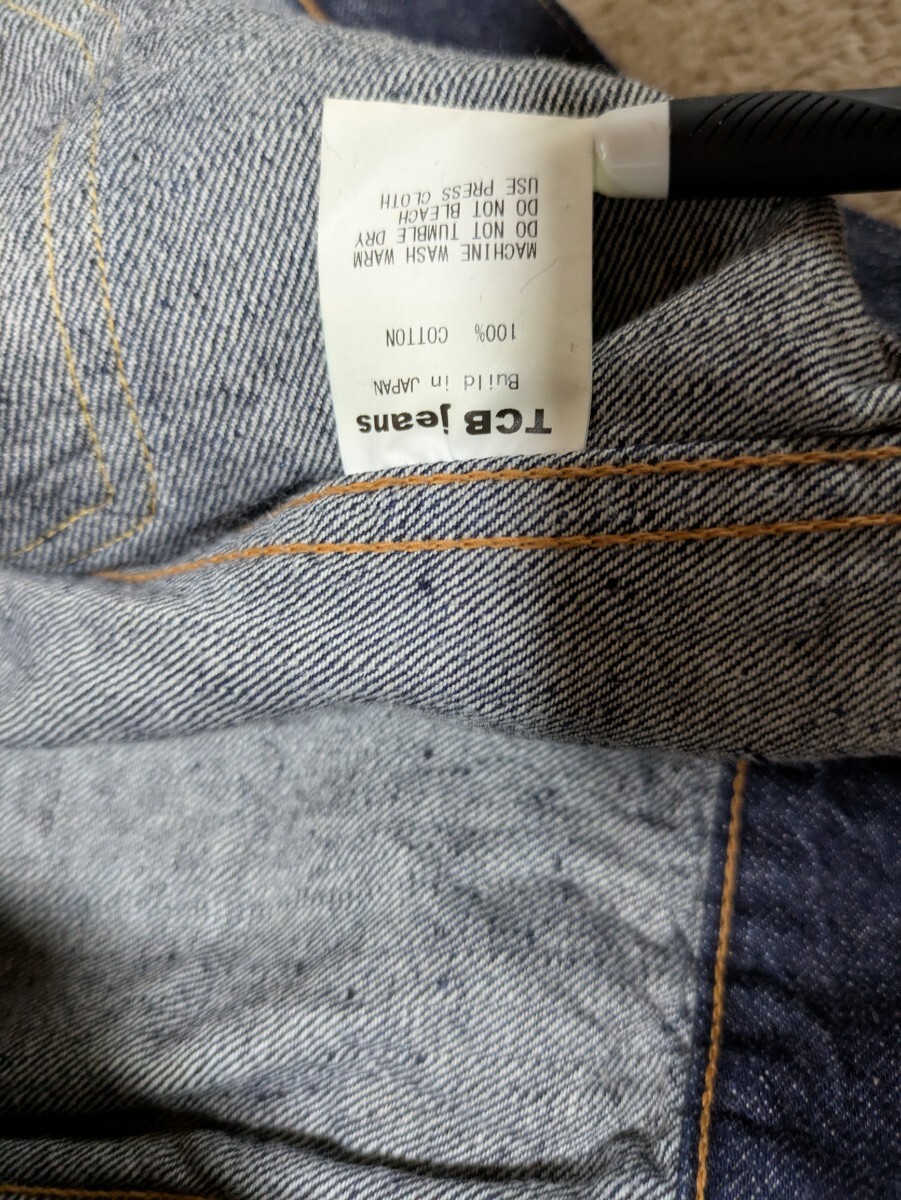 TCB jeans
Build in JAPAN
100% COTTON
MACHINE WASH WARM
DO NOT TUMBLE DRY
DO NOT BLEACH
USE PRESS CLOTH